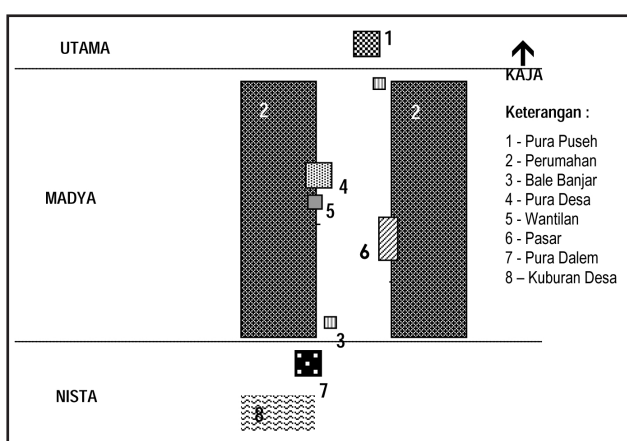 UTAMA
1
KAJA
2
2
Keterangan :
1 - Pura Puseh
2 - Perumahan
3 - Bale Banjar
4 - Pura Desa
5 - Wantilan
6 - Pasar
7 - Pura Dalem
8 – Kuburan Desa
MADYA
4
5
6
3
7
NISTA
8